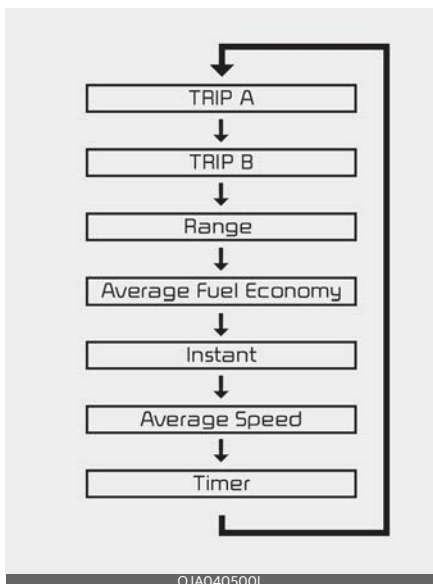 TRIP A
TRIP B
Range
Average Fuel Economy
Instant
Average Speed
Timer
OJA040500L